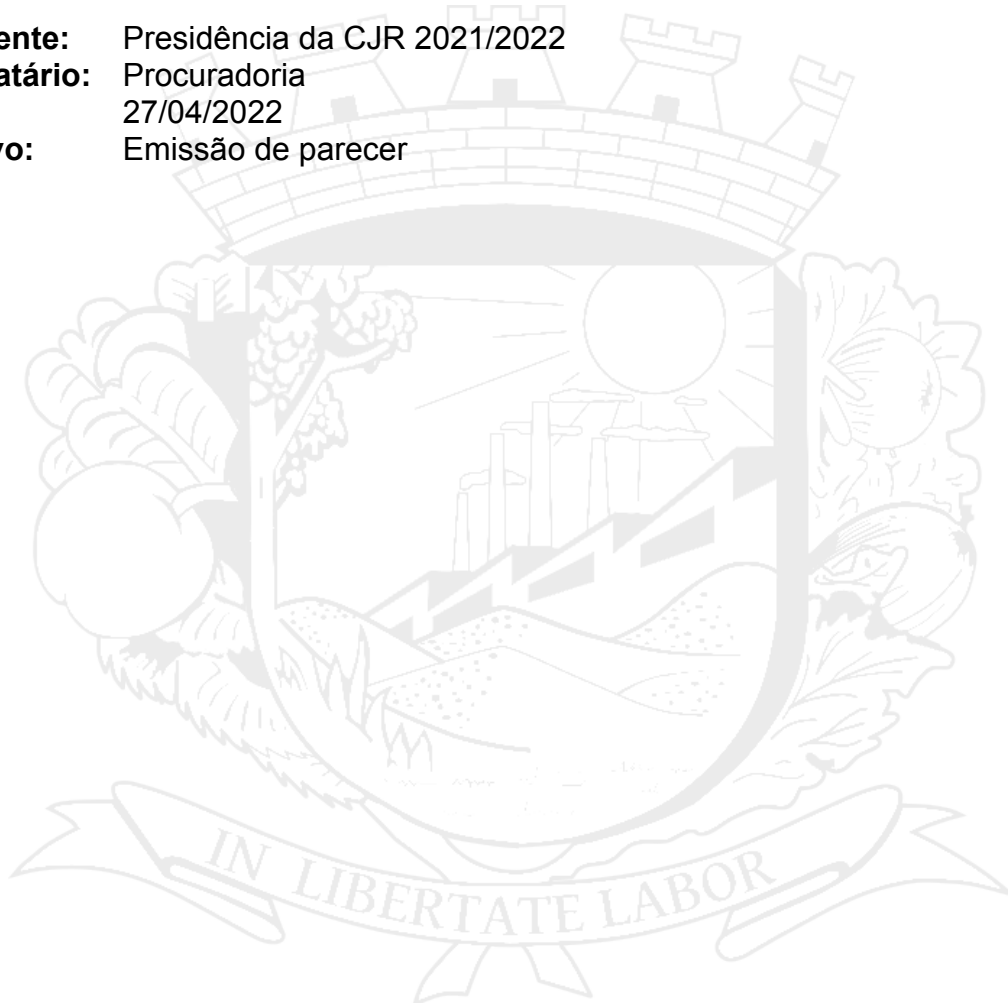 ente: Presidência da CJR 2021/2022
atário: Procuradoria
27/04/2022
vo: Emissão de parecer
IN LIBERTATE LABOR